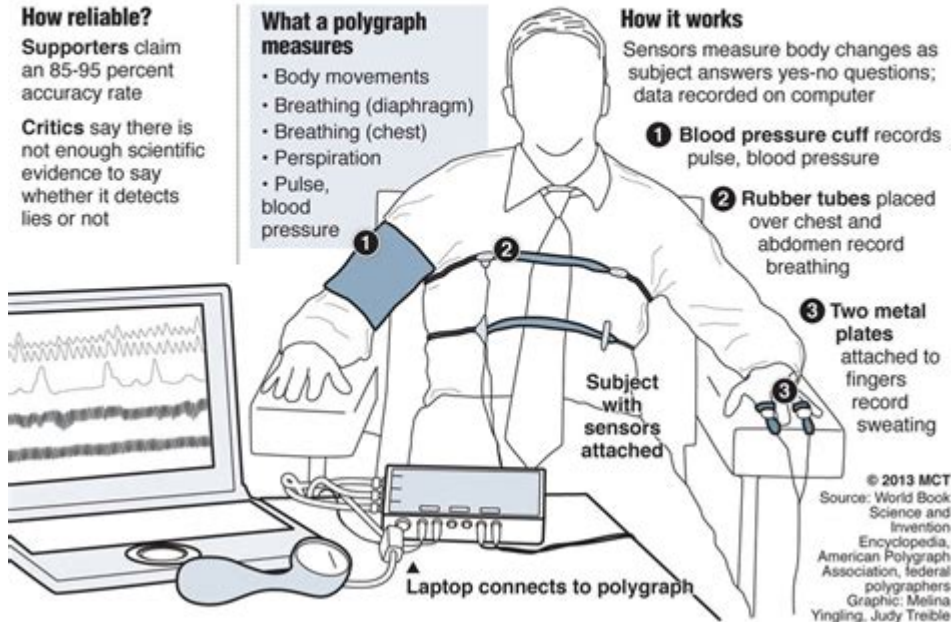 How reliable?
Supporters claim
an 85-95 percent
accuracy rate
Critics say there is
not enough scientific
evidence to say
whether it detects
lies or not
What a polygraph
measures
• Body movements
• Breathing (diaphragm)
• Breathing (chest)
• Perspiration
• Pulse,
blood
pressure
How it works
Sensors measure body changes as
subject answers yes-no questions;
data recorded on computer
1 Blood pressure cuff records
pulse, blood pressure
2 Rubber tubes placed
over chest and
abdomen record
breathing
3 Two metal
plates
attached to
fingers
record
sweating
1
2
3
Subject
with
sensors
attached
Laptop connects to polygraph
© 2013 MCT
Source: World Book
Science and
Invention
Encyclopedia,
American Polygraph
Association, federal
polygraphers
Graphic: Melina
Yingling, Judy Treible